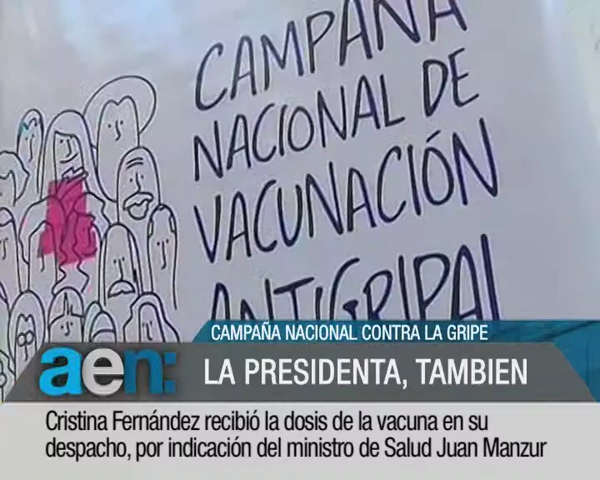 CAMPAÑA
NACIONAL DE
VACUNACIÓN
ANTIGRIPAL
CAMPAÑA NACIONAL CONTRA LA GRIPE
aen:
LA PRESIDENTA, TAMBIEN
Cristina Fernández recibió la dosis de la vacuna en su
despacho, por indicación del ministro de Salud Juan Manzur